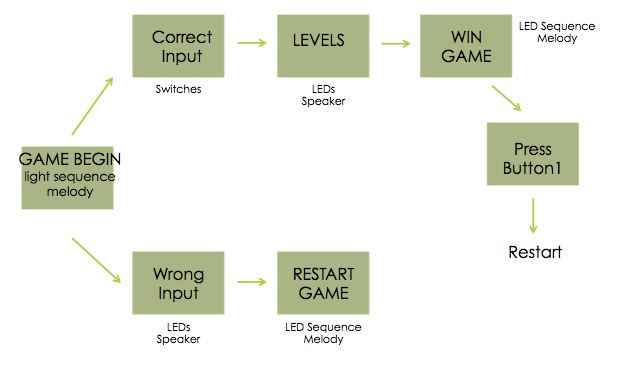 Correct
Input
Switches
LEVELS
LEDs
Speaker
WIN
GAME
LED Sequence
Melody
GAME BEGIN
light sequence
melody
Press
Button1
Restart
Wrong
Input
LEDs
Speaker
RESTART
GAME
LED Sequence
Melody